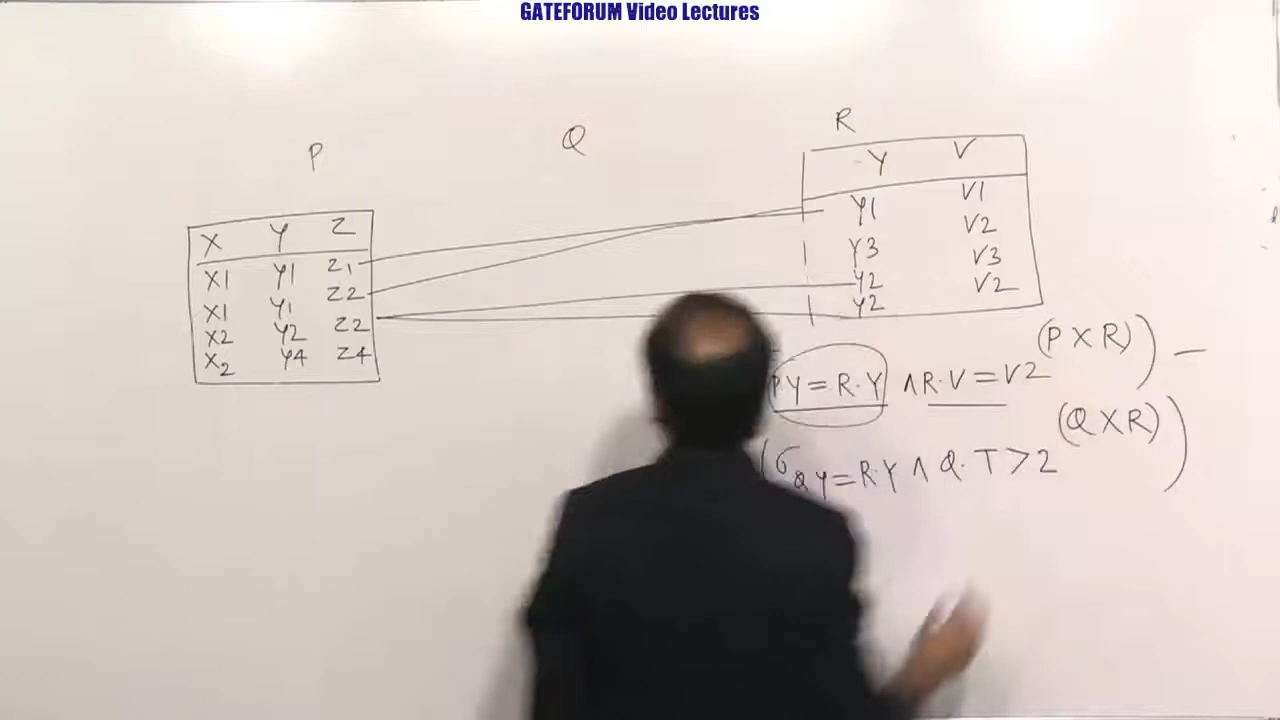 GATEFORUM Video Lectures
P
Q
R
X Y Z
X1 Y1 Z1
X1 Y1 Z2
X2 Y2 Z2
X2 Y4 Z4
Y V
Y1 V1
Y3 V2
Y2 V3
Y2 V2
P.Y = R.Y ∧ R.V = V2 (P X R) ) —
(σ Q.Y = R.Y ∧ Q.T > 2 (Q X R) )